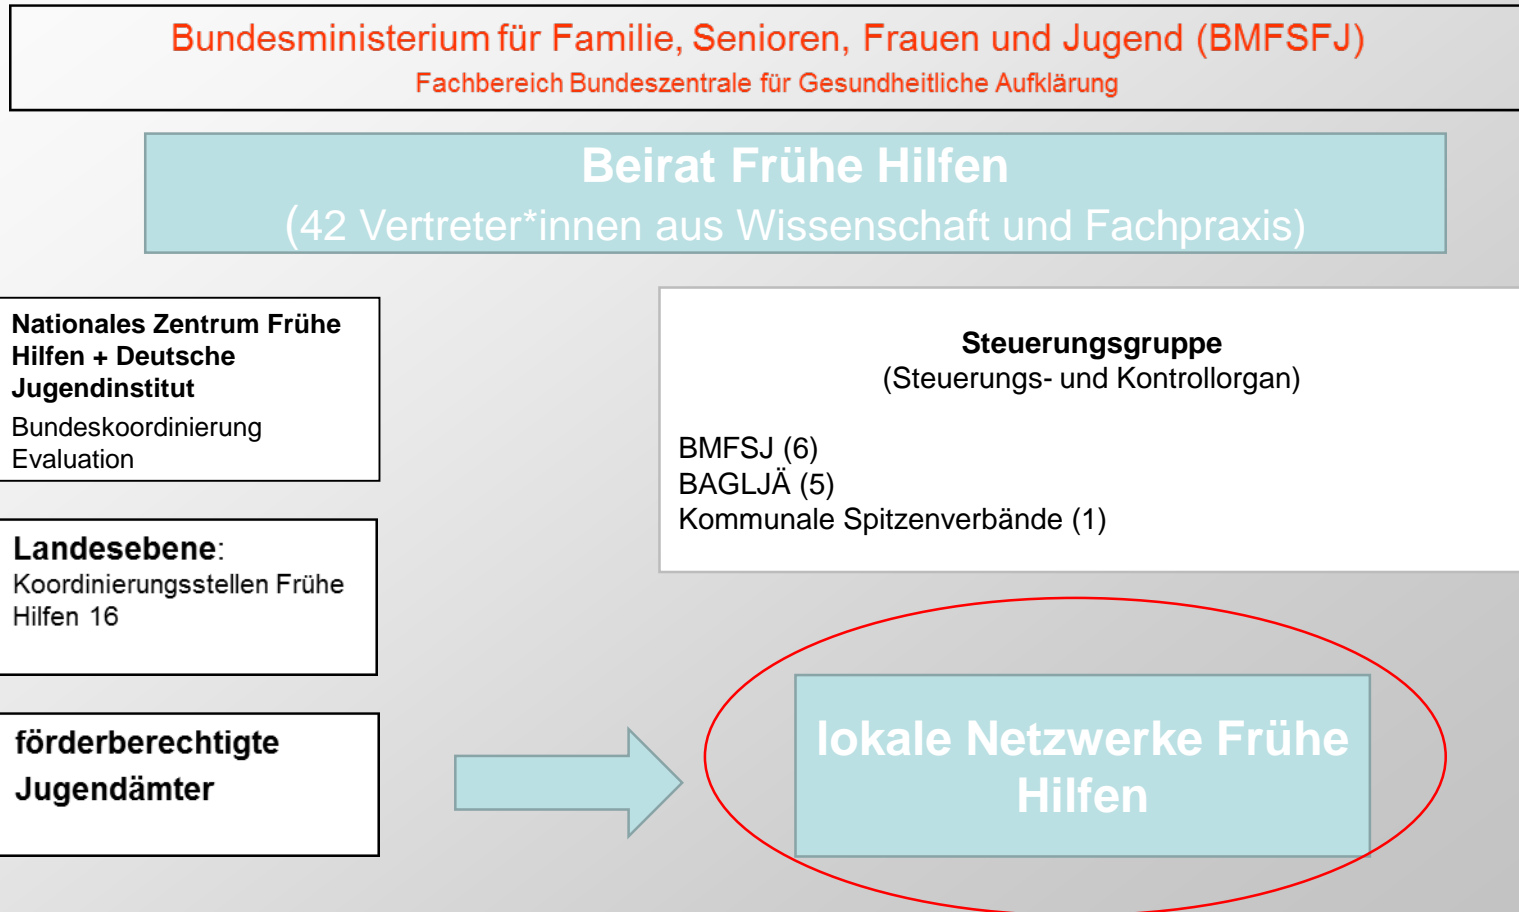 Bundesministerium für Familie, Senioren, Frauen und Jugend (BMFSFJ)
Fachbereich Bundeszentrale für Gesundheitliche Aufklärung
Beirat Frühe Hilfen
(42 Vertreter*innen aus Wissenschaft und Fachpraxis)
Nationales Zentrum Frühe
Hilfen + Deutsche
Jugendinstitut
Bundeskoordinierung
Evaluation
Steuerungsgruppe
(Steuerungs- und Kontrollorgan)
BMFSJ (6)
BAGLJÄ (5)
Kommunale Spitzenverbände (1)
Landesebene:
Koordinierungsstellen Frühe
Hilfen 16
förderberechtigte
Jugendämter
lokale Netzwerke Frühe
Hilfen